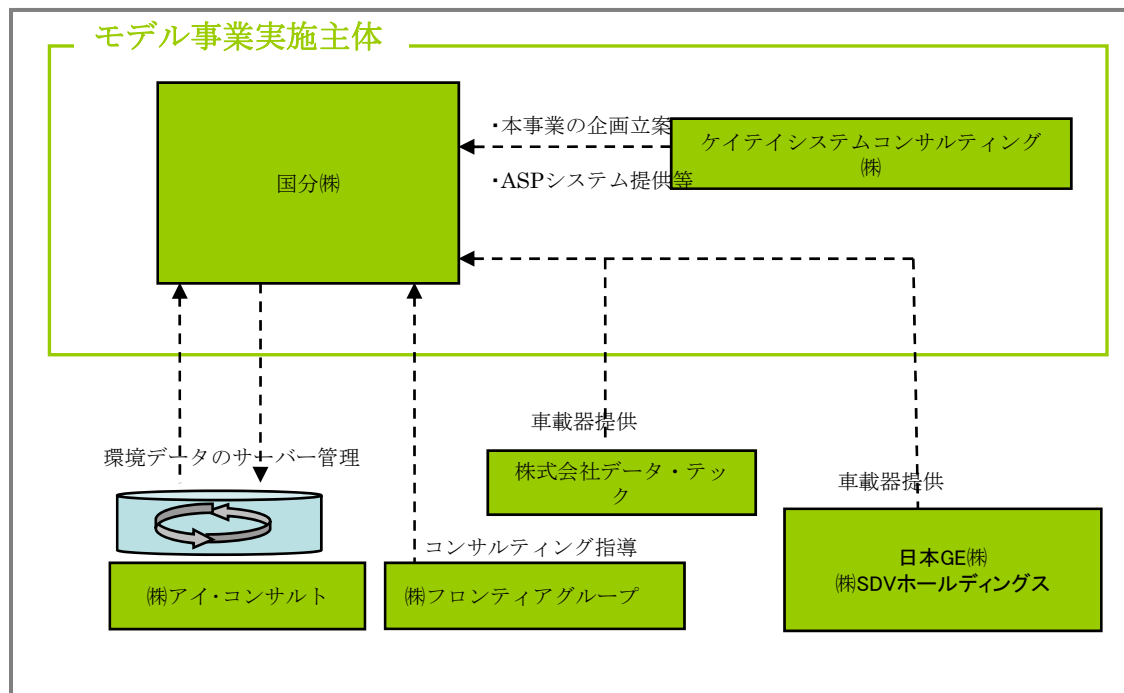 モデル事業実施主体
・本事業の企画立案
ケイテイシステムコンサルティング
㈱
国分㈱
・ASPシステム提供等
車載器提供
環境データのサーバー管理
株式会社データ・テッ
ク
車載器提供
コンサルティング指導
日本GE㈱
㈱SDVホールディングス
㈱アイ・コンサルト
㈱フロンティアグループ